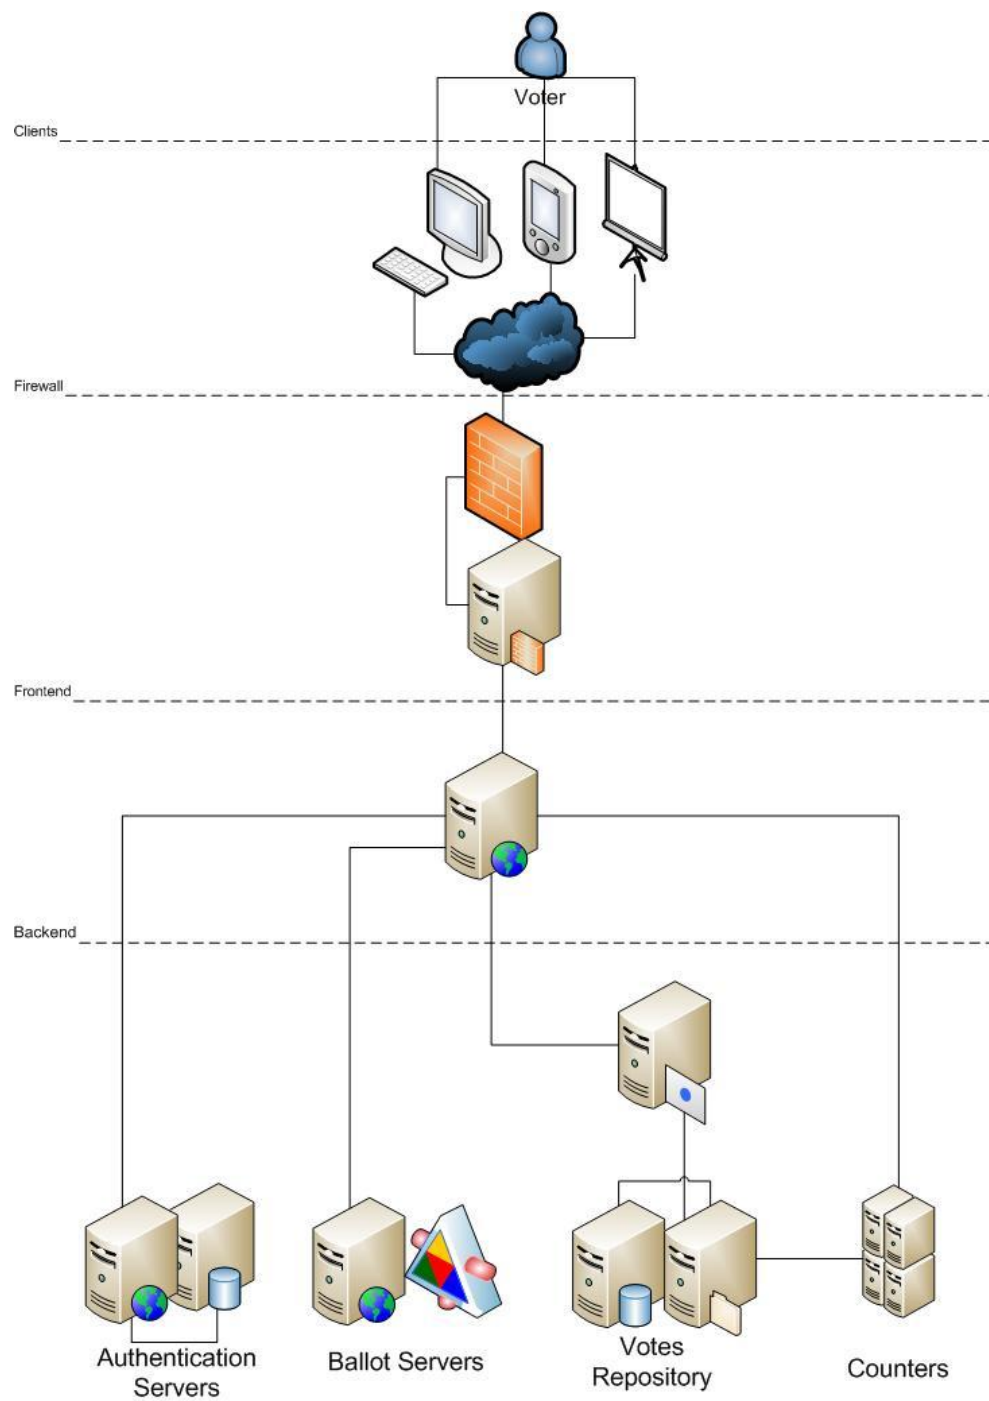 Voter
Clients
Firewall
Frontend
Backend
Authentication
Servers
Ballot Servers
Votes
Repository
Counters